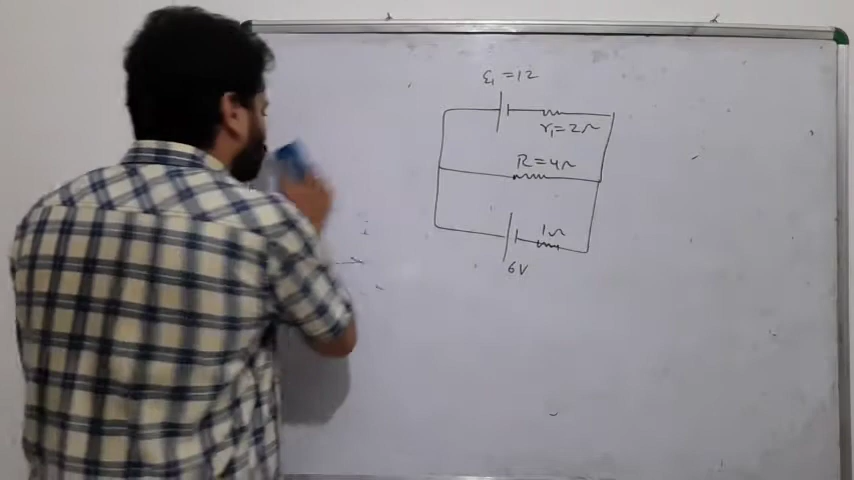 ε₁ = 12
r₁ = 2Ω
R = 4Ω
1Ω
6V